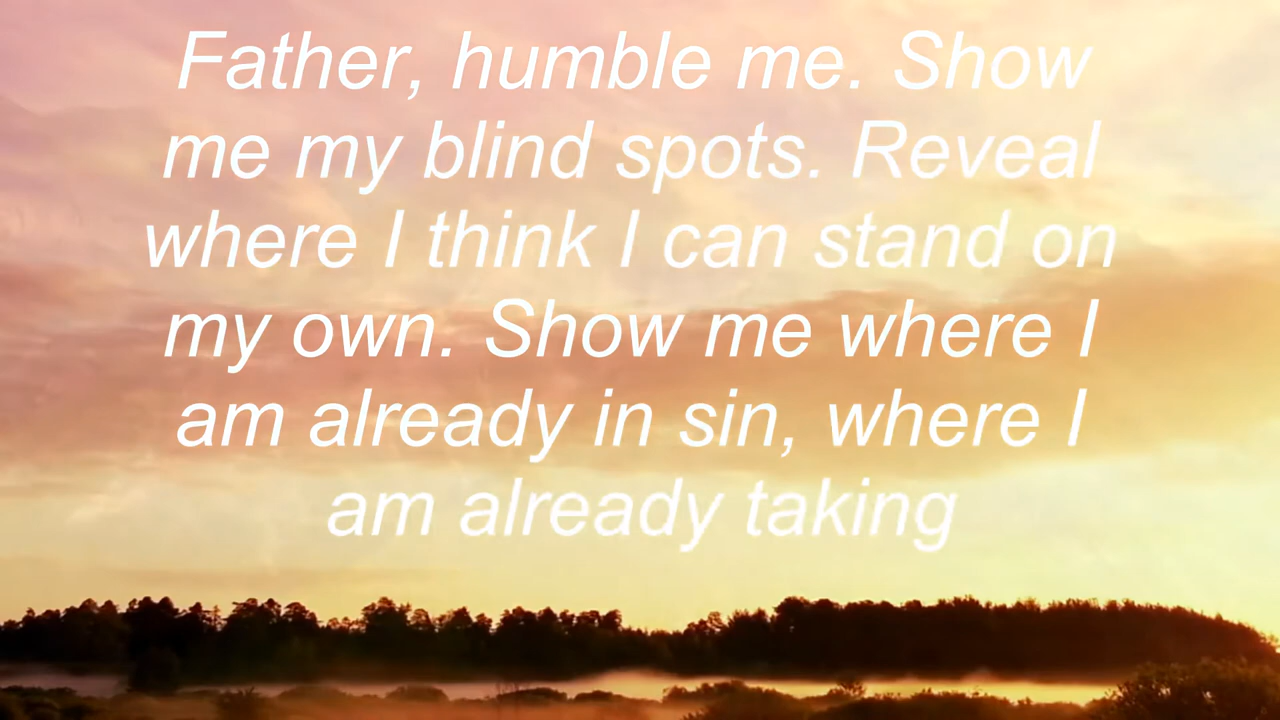 Father, humble me. Show
me my blind spots. Reveal
where I think I can stand on
my own. Show me where I
am already in sin, where I
am already taking